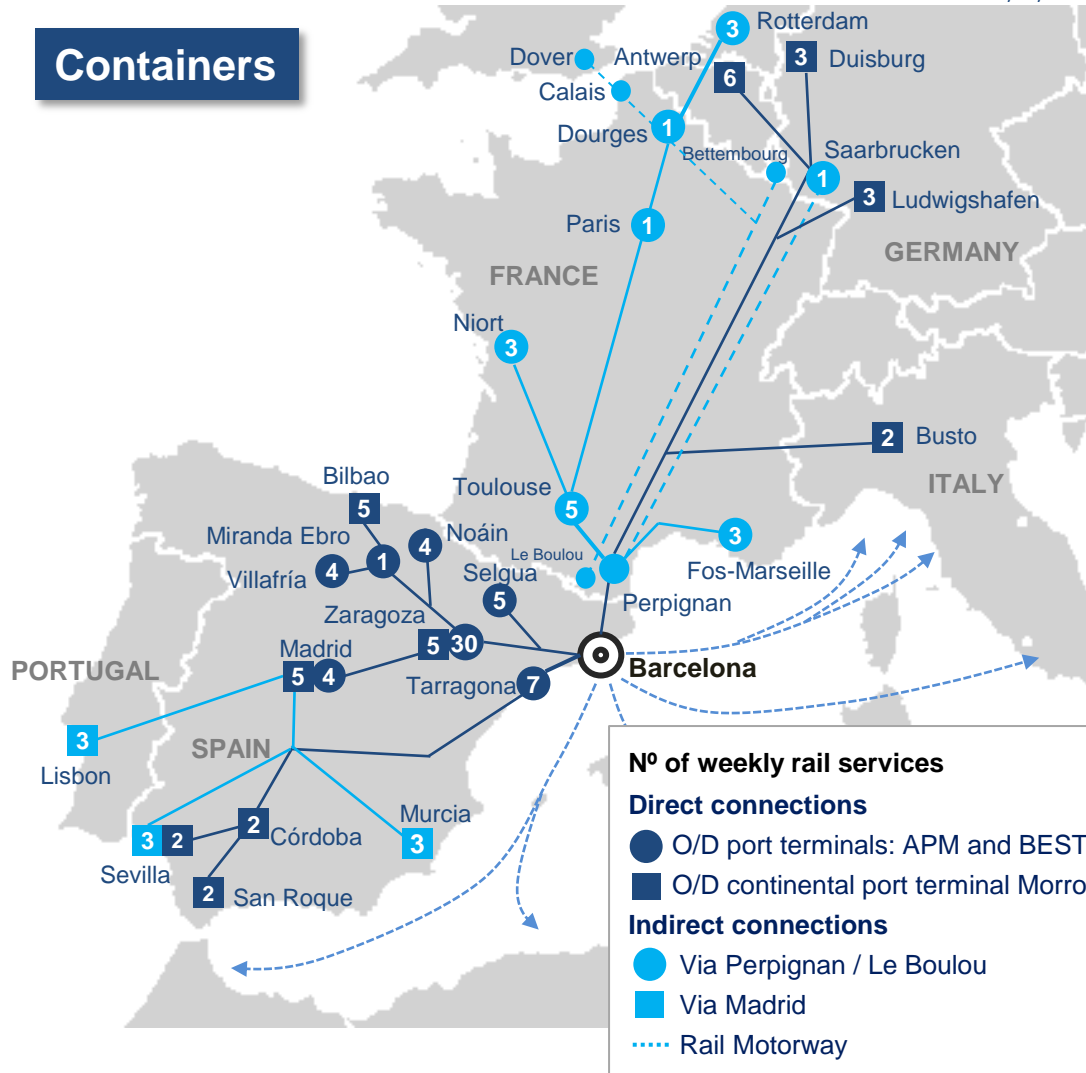 Containers
Dover
Antwerp
3
Rotterdam
3
Duisburg
6
Calais
Dourges
1
Bettembourg
Saarbrucken
1
3
Ludwigshafen
Paris
1
GERMANY
FRANCE
Niort
3
2
Busto
ITALY
Bilbao
5
Toulouse
5
Miranda Ebro
1
4
Noáin
3
Fos-Marseille
Villafría
4
Selgua
5
Le Boulou
Perpignan
Zaragoza
5
30
Madrid
5
4
Tarragona
7
Barcelona
PORTUGAL
3
Lisbon
SPAIN
Murcia
3
2
Córdoba
3
2
Sevilla
2
San Roque
Nº of weekly rail services
Direct connections
O/D port terminals: APM and BEST
O/D continental port terminal Morro
Indirect connections
Via Perpignan / Le Boulou
Via Madrid
Rail Motorway